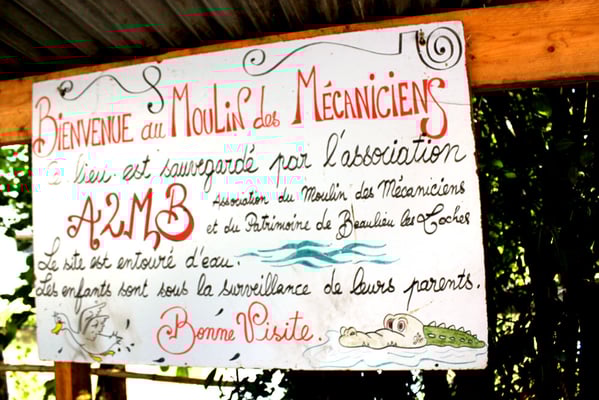 Bienvenue au Moulin des Mécaniciens
Ce lieu est sauvegardé par l'association
A2MB
Association du Moulin des Mécaniciens
et du Patrimoine de Beaulieu les Loches
Le site est entouré d'eau.
Les enfants sont sous la surveillance de leurs parents.
Bonne Visite.